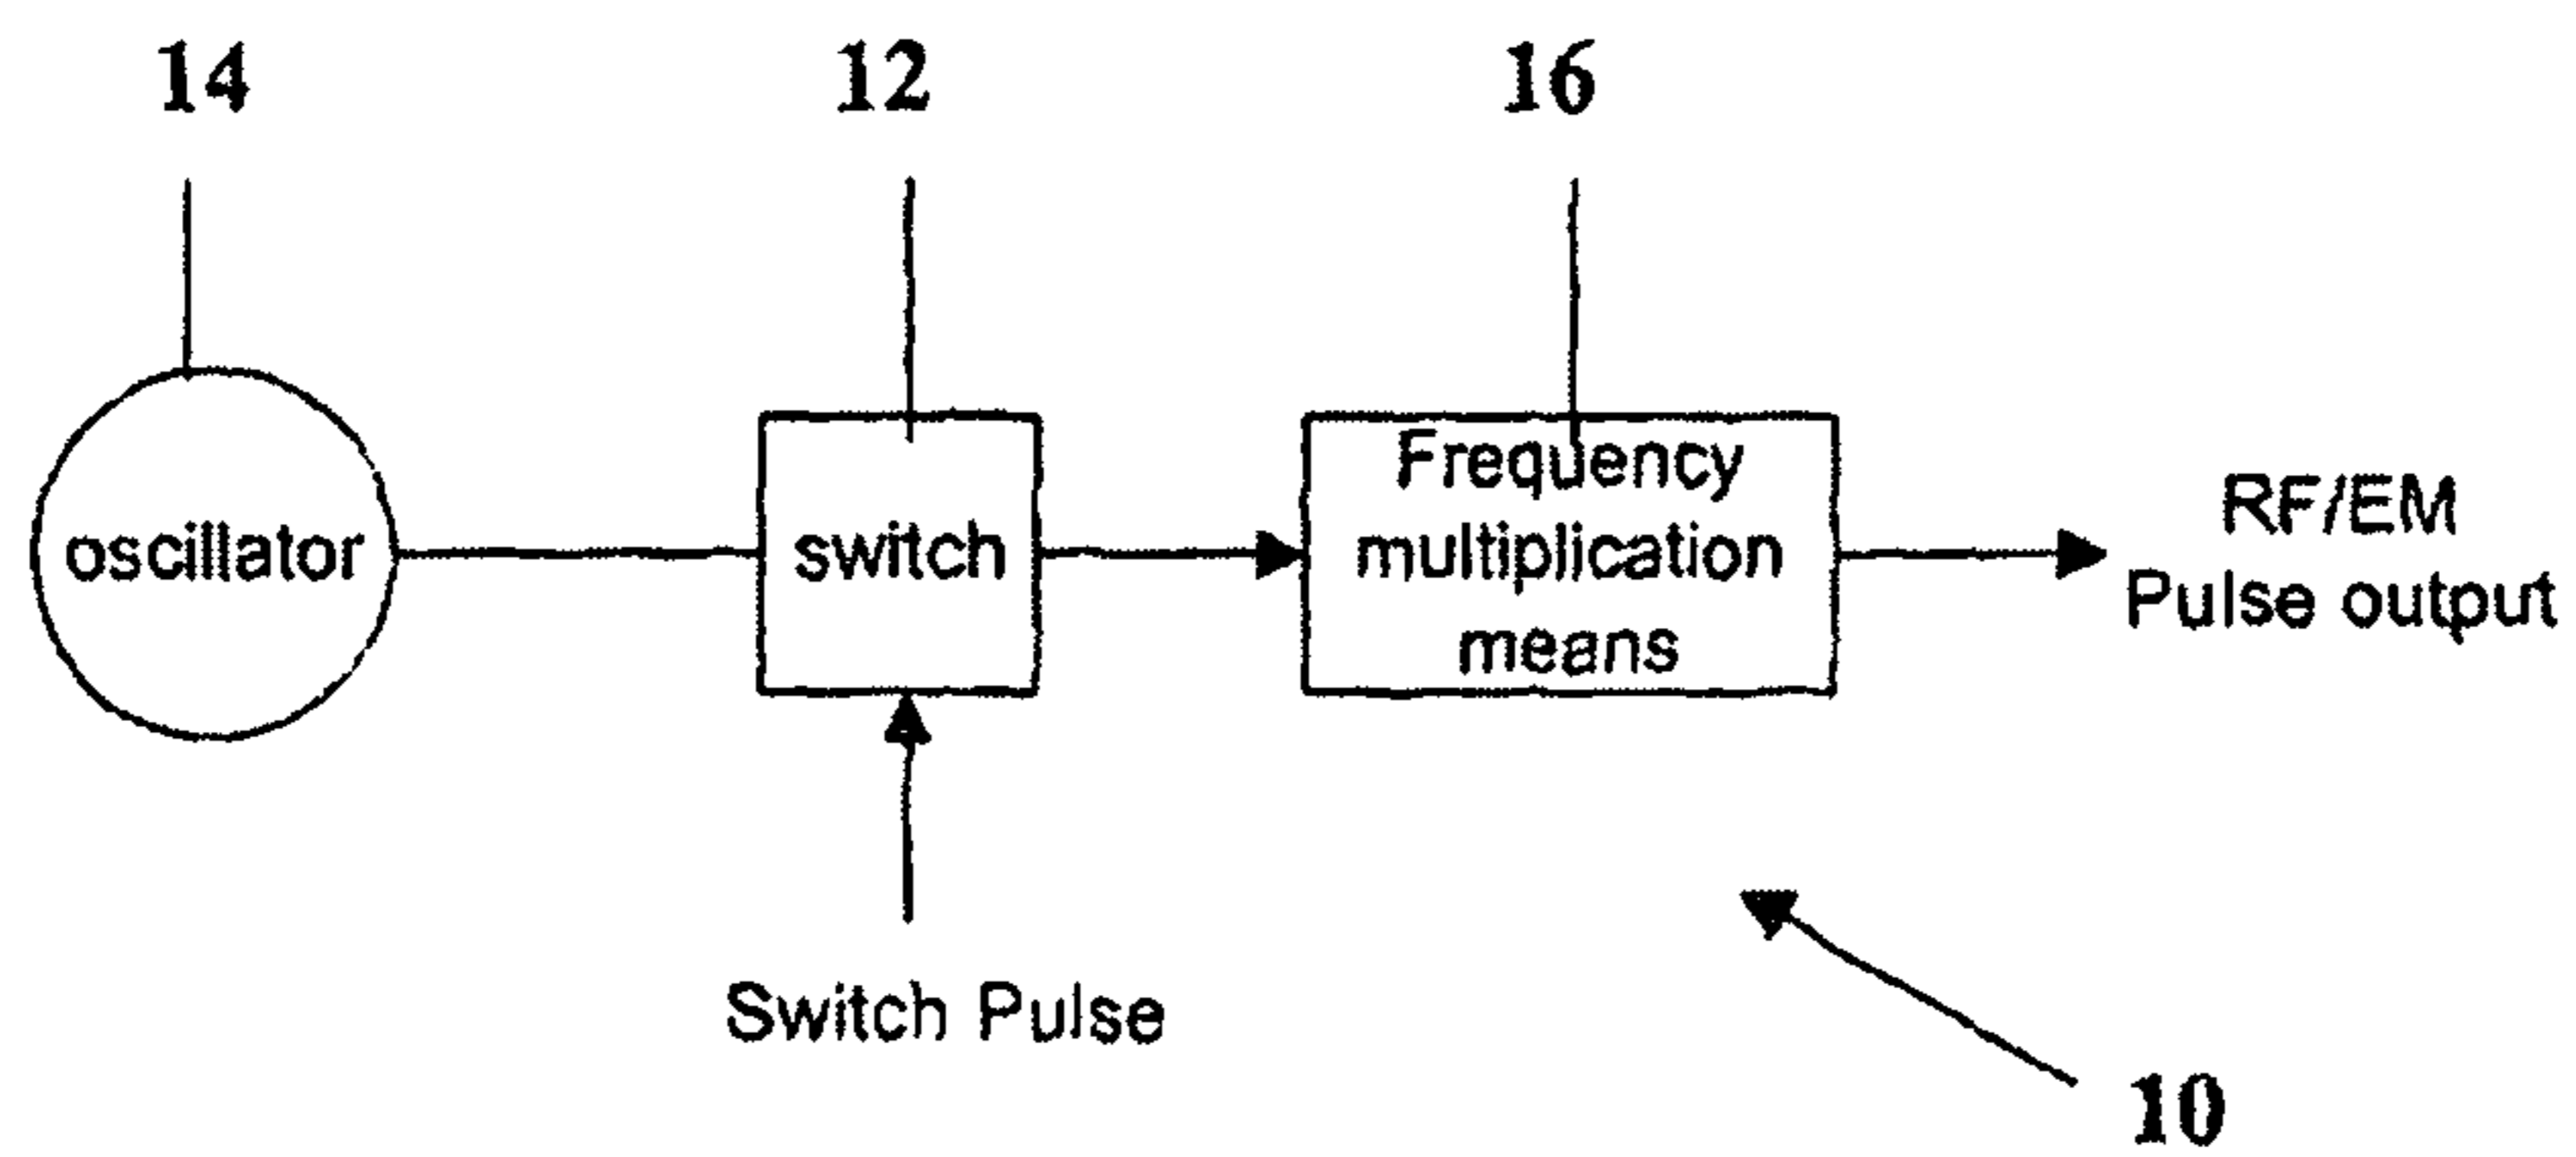 14
12
16
oscillator
switch
Frequency
multiplication
means
RF/EM
Pulse output
Switch Pulse
10